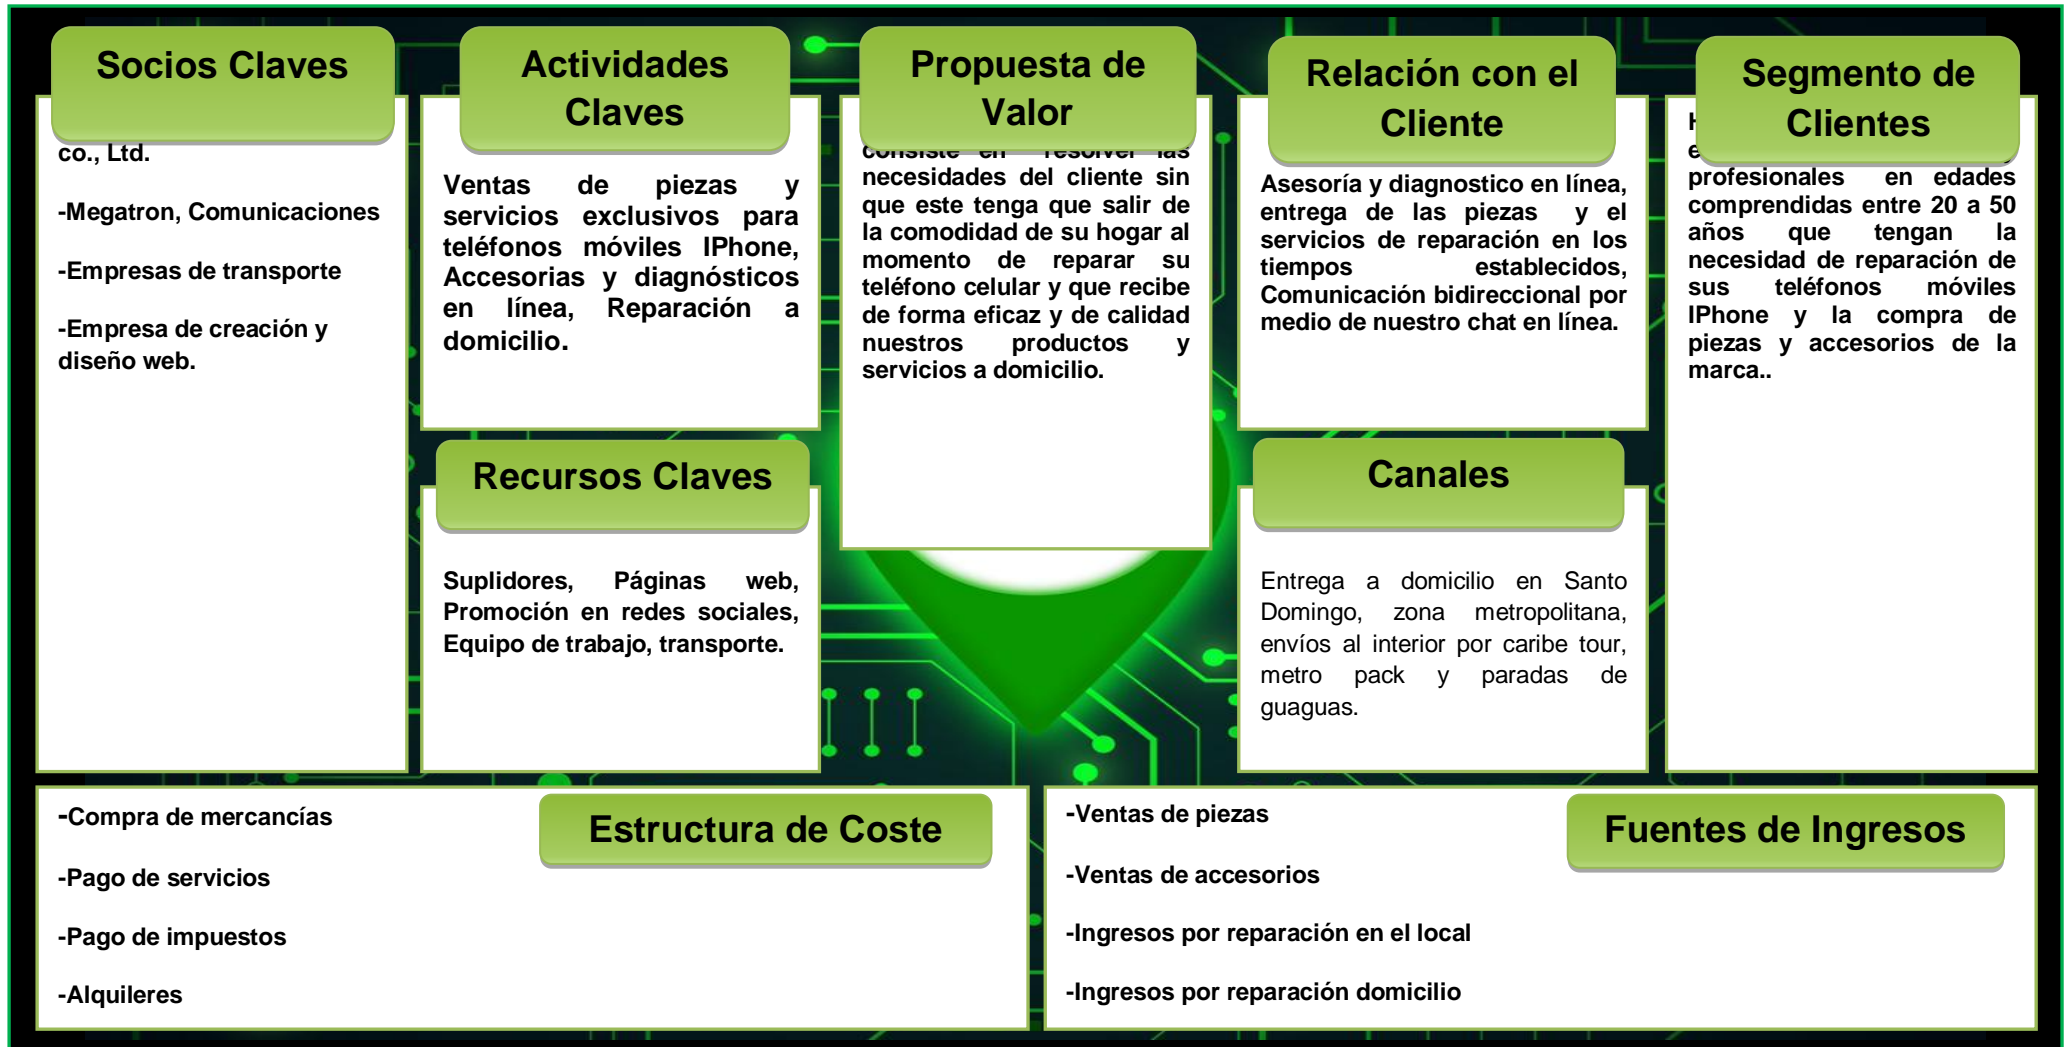 Socios Claves
co., Ltd.
-Megatron, Comunicaciones
-Empresas de transporte
-Empresa de creación y
diseño web.
Actividades
Claves
Ventas de piezas y
servicios exclusivos para
teléfonos móviles IPhone,
Accesorias y diagnósticos
en línea, Reparación a
domicilio.
Recursos Claves
Suplidores, Páginas web,
Promoción en redes sociales,
Equipo de trabajo, transporte.
Propuesta de
Valor
consiste en resolver las
necesidades del cliente sin
que este tenga que salir de
la comodidad de su hogar al
momento de reparar su
teléfono celular y que recibe
de forma eficaz y de calidad
nuestros productos y
servicios a domicilio.
Relación con el
Cliente
Asesoría y diagnostico en línea,
entrega de las piezas y el
servicios de reparación en los
tiempos establecidos,
Comunicación bidireccional por
medio de nuestro chat en línea.
Canales
Entrega a domicilio en Santo
Domingo, zona metropolitana,
envíos al interior por caribe tour,
metro pack y paradas de
guaguas.
Segmento de
Clientes
profesionales en edades
comprendidas entre 20 a 50
años que tengan la
necesidad de reparación de
sus teléfonos móviles
IPhone y la compra de
piezas y accesorios de la
marca..
Estructura de Coste
-Compra de mercancías
-Pago de servicios
-Pago de impuestos
-Alquileres
Fuentes de Ingresos
-Ventas de piezas
-Ventas de accesorios
-Ingresos por reparación en el local
-Ingresos por reparación domicilio